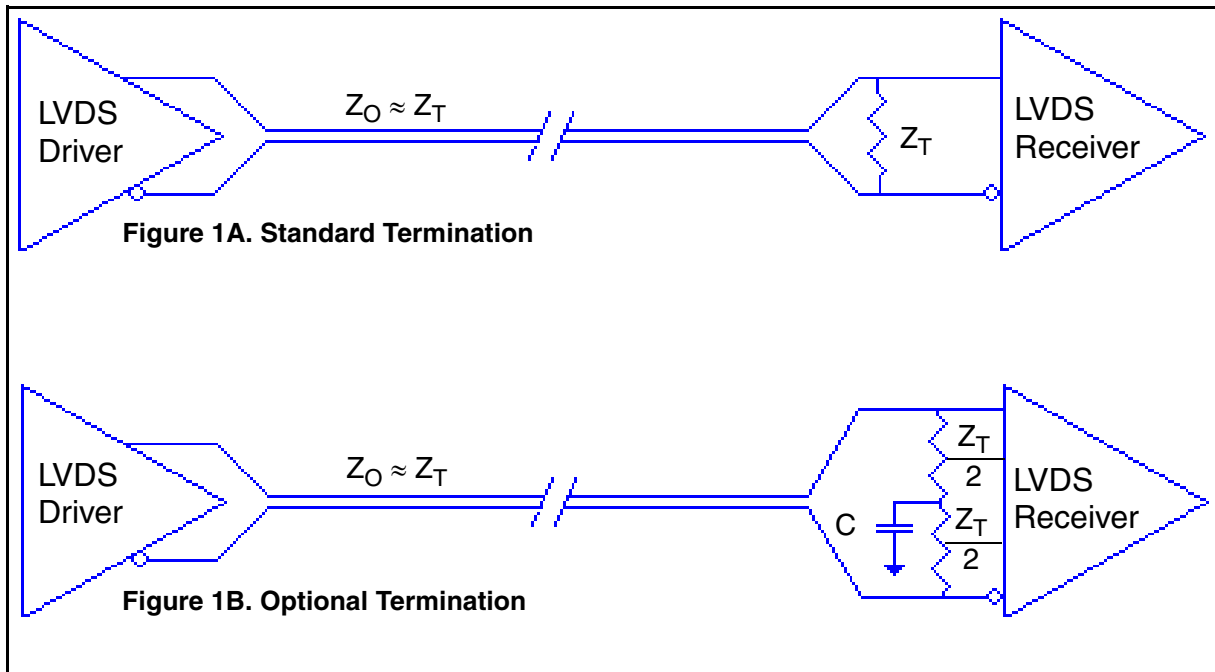 LVDS
Driver
Z_O ≈ Z_T
Z_T
LVDS
Receiver
Figure 1A. Standard Termination
LVDS
Driver
Z_O ≈ Z_T
C
Z_T
2
Z_T
2
LVDS
Receiver
Figure 1B. Optional Termination